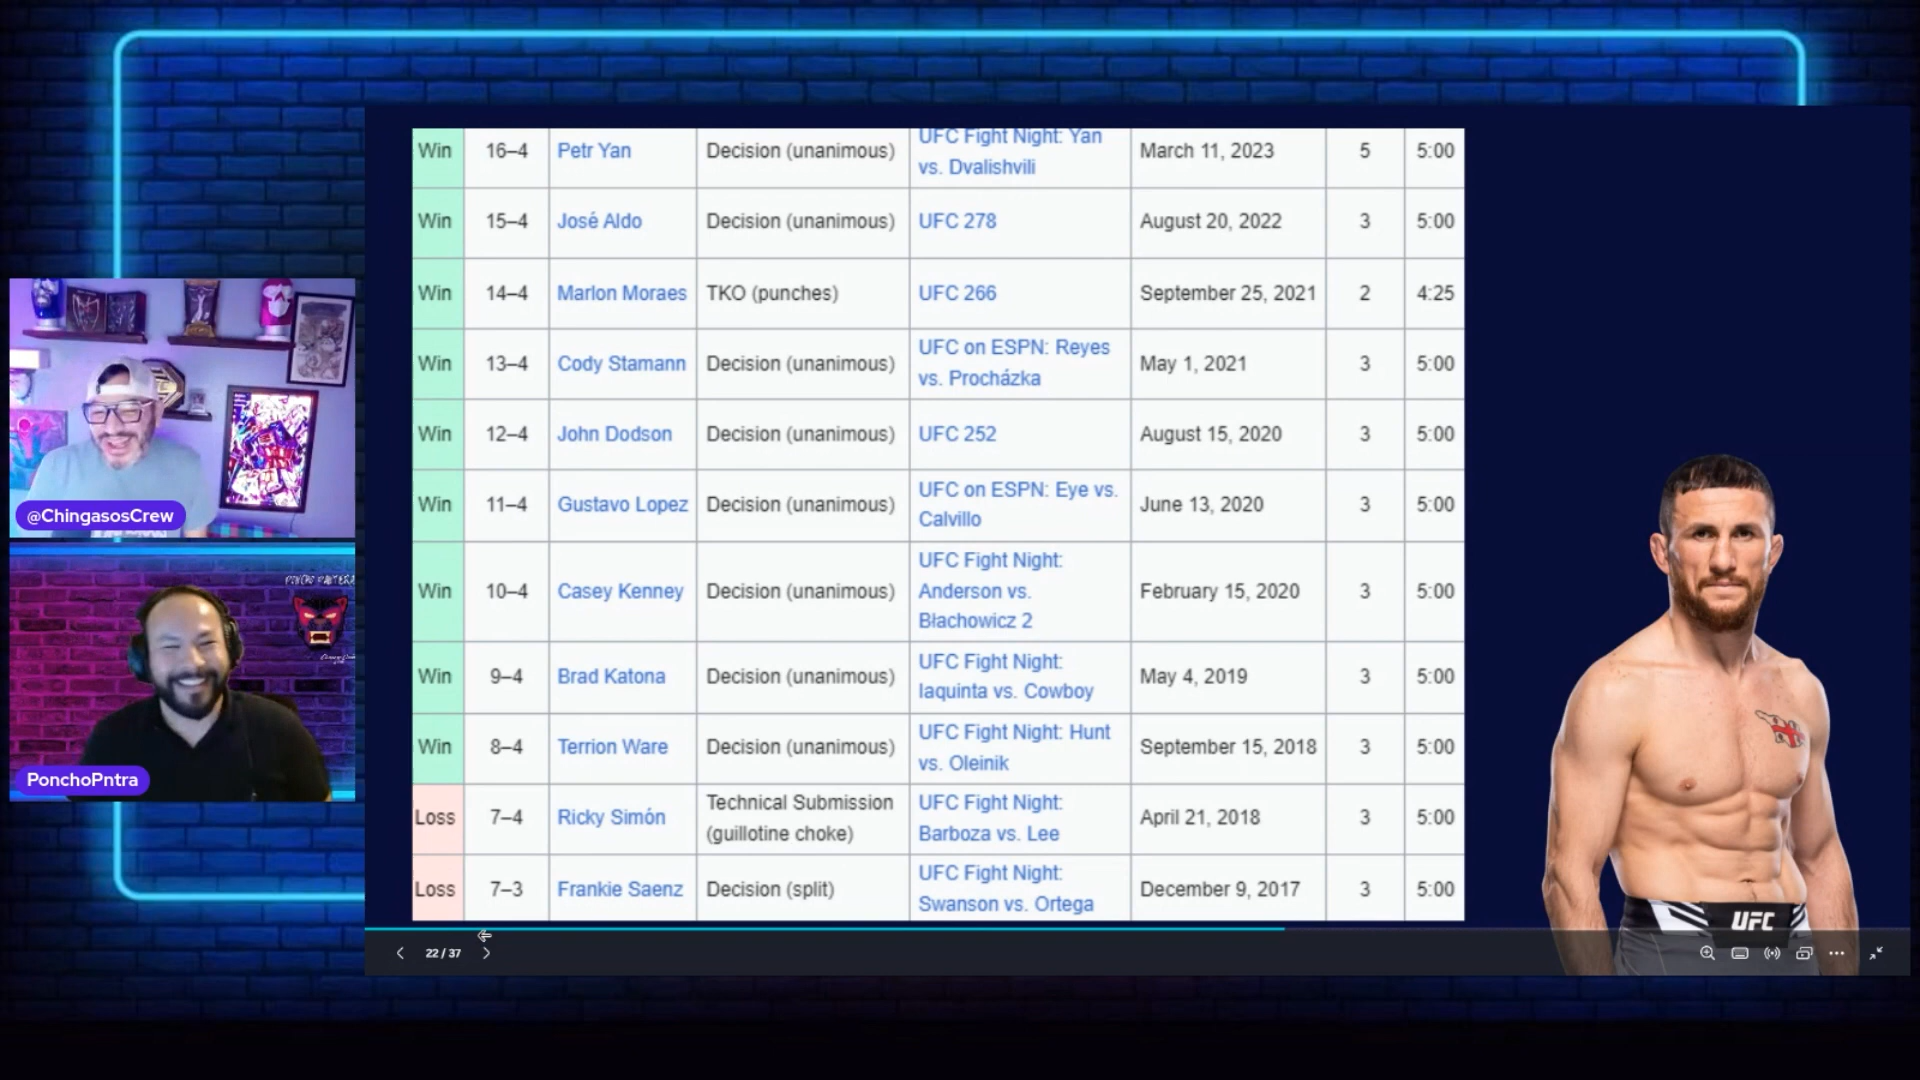 Win 16–4 Petr Yan Decision (unanimous) UFC Fight Night: Yan vs. Dvalishvili March 11, 2023 5 5:00
Win 15–4 José Aldo Decision (unanimous) UFC 278 August 20, 2022 3 5:00
Win 14–4 Marlon Moraes TKO (punches) UFC 266 September 25, 2021 2 4:25
Win 13–4 Cody Stamann Decision (unanimous) UFC on ESPN: Reyes vs. Procházka May 1, 2021 3 5:00
Win 12–4 John Dodson Decision (unanimous) UFC 252 August 15, 2020 3 5:00
Win 11–4 Gustavo Lopez Decision (unanimous) UFC on ESPN: Eye vs. Calvillo June 13, 2020 3 5:00
Win 10–4 Casey Kenney Decision (unanimous) UFC Fight Night: Anderson vs. Błachowicz 2 February 15, 2020 3 5:00
Win 9–4 Brad Katona Decision (unanimous) UFC Fight Night: Iaquinta vs. Cowboy May 4, 2019 3 5:00
Win 8–4 Terrion Ware Decision (unanimous) UFC Fight Night: Hunt vs. Oleinik September 15, 2018 3 5:00
Loss 7–4 Ricky Simón Technical Submission (guillotine choke) UFC Fight Night: Barboza vs. Lee April 21, 2018 3 5:00
Loss 7–3 Frankie Saenz Decision (split) UFC Fight Night: Swanson vs. Ortega December 9, 2017 3 5:00
@ChingasosCrew
PONCHO PANTERA
PonchoPntra
UFC
22 / 37